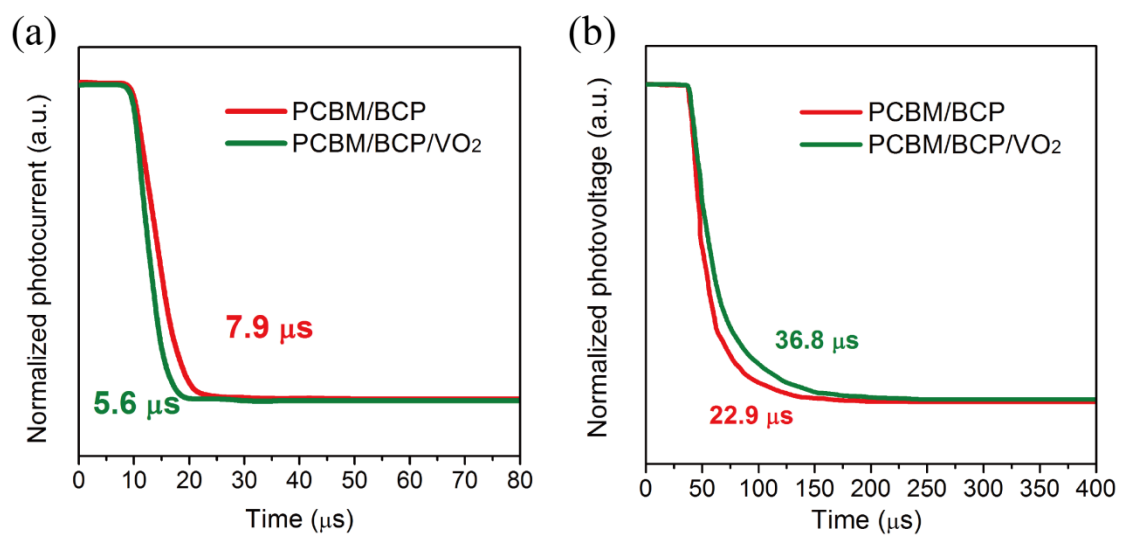 (a)
Normalized photocurrent (a.u.)
PCBM/BCP
PCBM/BCP/VO₂
7.9 μs
5.6 μs
0 10 20 30 40 50 60 70 80
Time (μs)
(b)
Normalized photovoltage (a.u.)
PCBM/BCP
PCBM/BCP/VO₂
36.8 μs
22.9 μs
0 50 100 150 200 250 300 350 400
Time (μs)